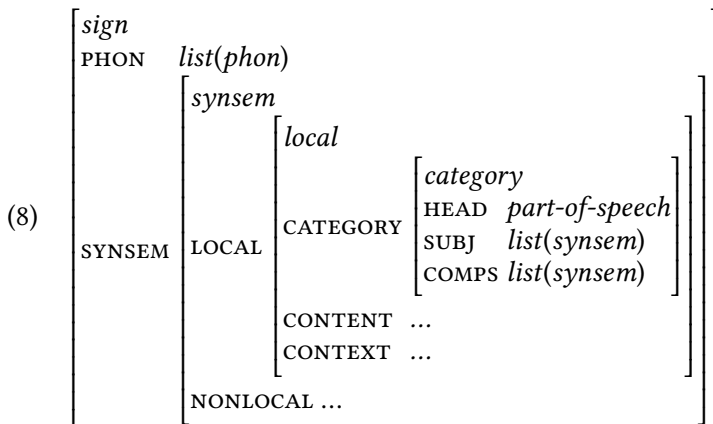 sign
PHON list(phon)
synsem
local
category
HEAD part-of-speech
(8) SYNSEM LOCAL CATEGORY SUBJ list(synsem)
COMPS list(synsem)
CONTENT ...
CONTEXT ...
NONLOCAL ...